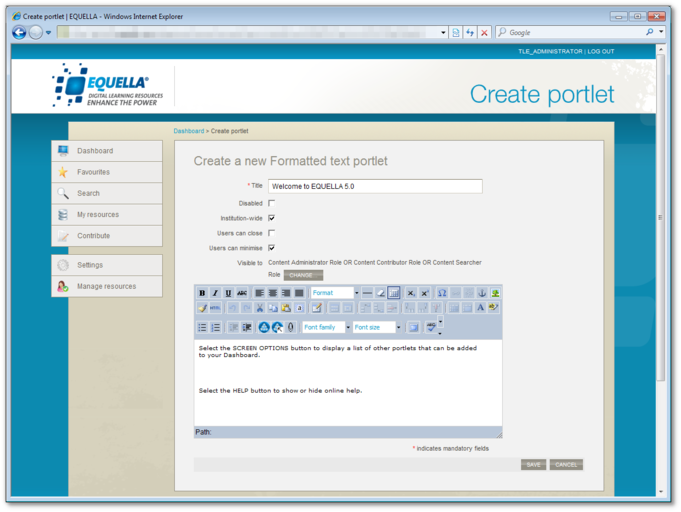 Create portlet | EQUELLA - Windows Internet Explorer
Google
TLE_ADMINISTRATOR | LOG OUT
EQUELLA®
DIGITAL LEARNING RESOURCES
ENHANCE THE POWER
Create portlet
Dashboard » Create portlet
Dashboard
Favourites
Search
My resources
Contribute
Settings
Manage resources
Create a new Formatted text portlet
* Title Welcome to EQUELLA 5.0
Disabled
Institution-wide
Users can close
Users can minimise
Visible to Content Administrator Role OR Content Contributor Role OR Content Searcher
Role CHANGE...
B I U ABC Format
Font family Font size
Select the SCREEN OPTIONS button to display a list of other portlets that can be added
to your Dashboard.
Select the HELP button to show or hide online help.
Path:
* indicates mandatory fields
SAVE CANCEL